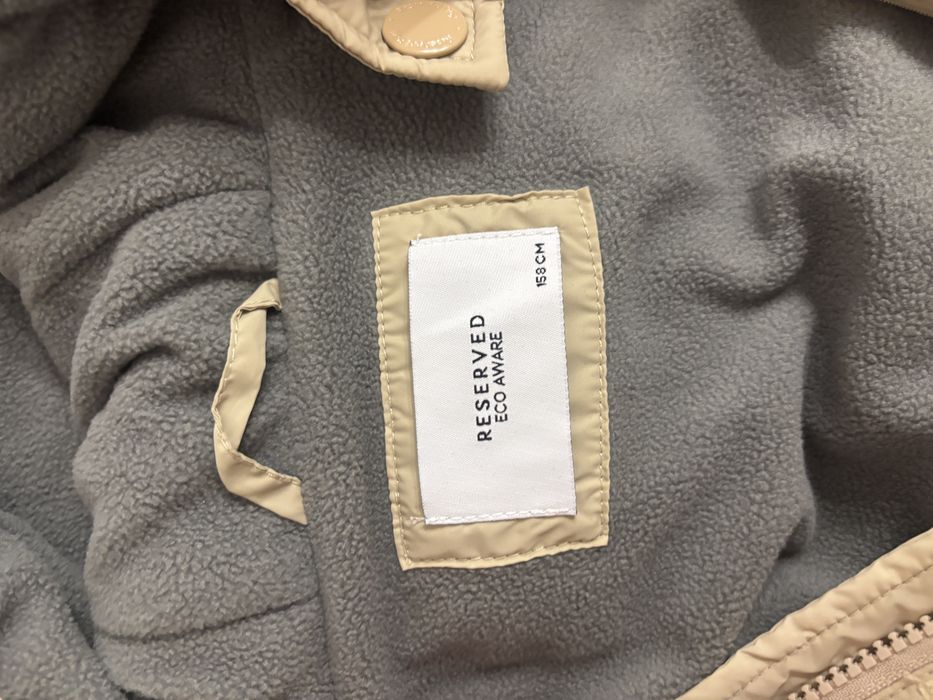 RESERVED
ECO AWARE
158 CM